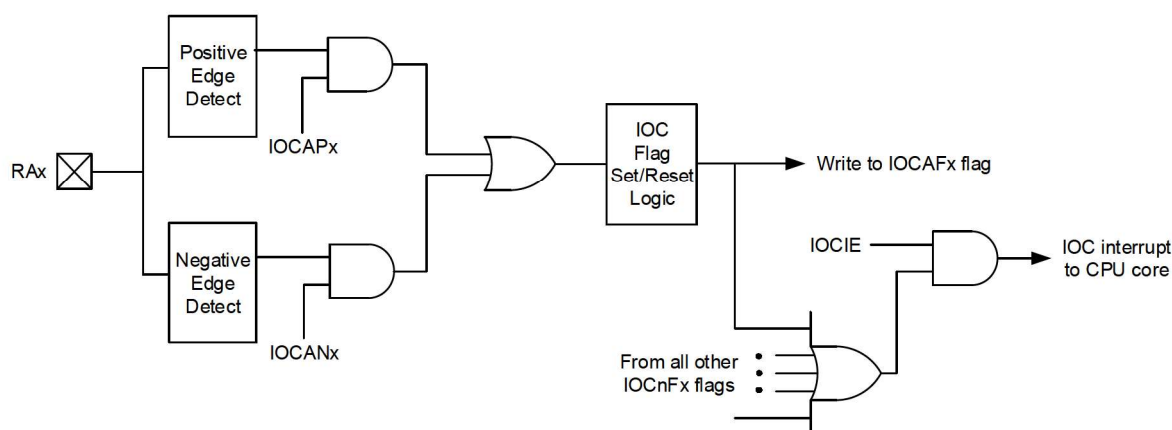 Positive
Edge
Detect
IOCAPx
RAx
Negative
Edge
Detect
IOCANx
IOC
Flag
Set/Reset
Logic
Write to IOCAFx flag
IOCIE
IOC interrupt
to CPU core
From all other
IOCnFx flags